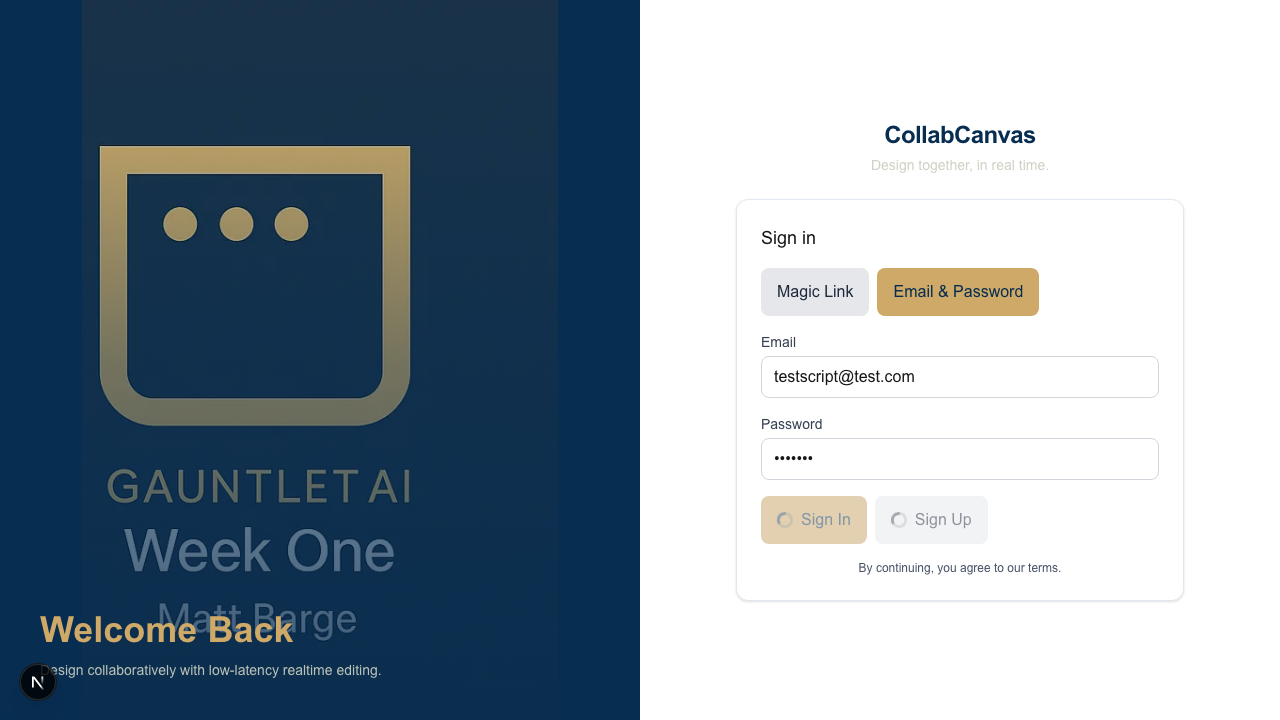 GAUNTLET AI
Week One
Matt Barge
Welcome Back
Design collaboratively with low-latency realtime editing.
N
CollabCanvas
Design together, in real time.
Sign in
Magic Link
Email & Password
Email
testscript@test.com
Password
•••••••
Sign In
Sign Up
By continuing, you agree to our terms.